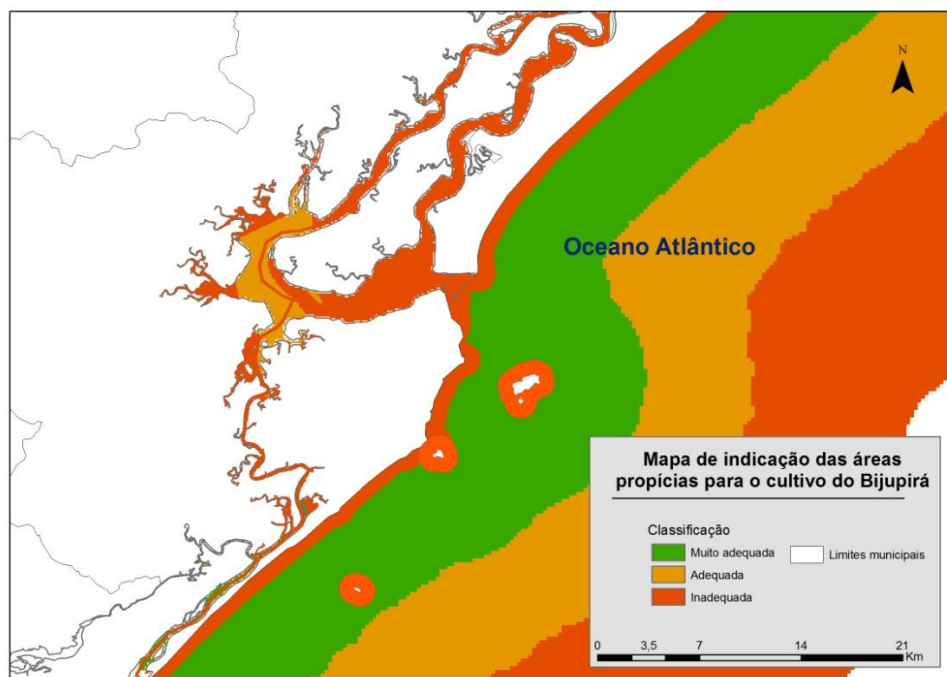 N
Oceano Atlântico
Mapa de indicação das áreas
propícias para o cultivo do Bijupirá
Classificação
Muito adequada
Limites municipais
Adequada
Inadequada
0 3,5 7 14 21
Km